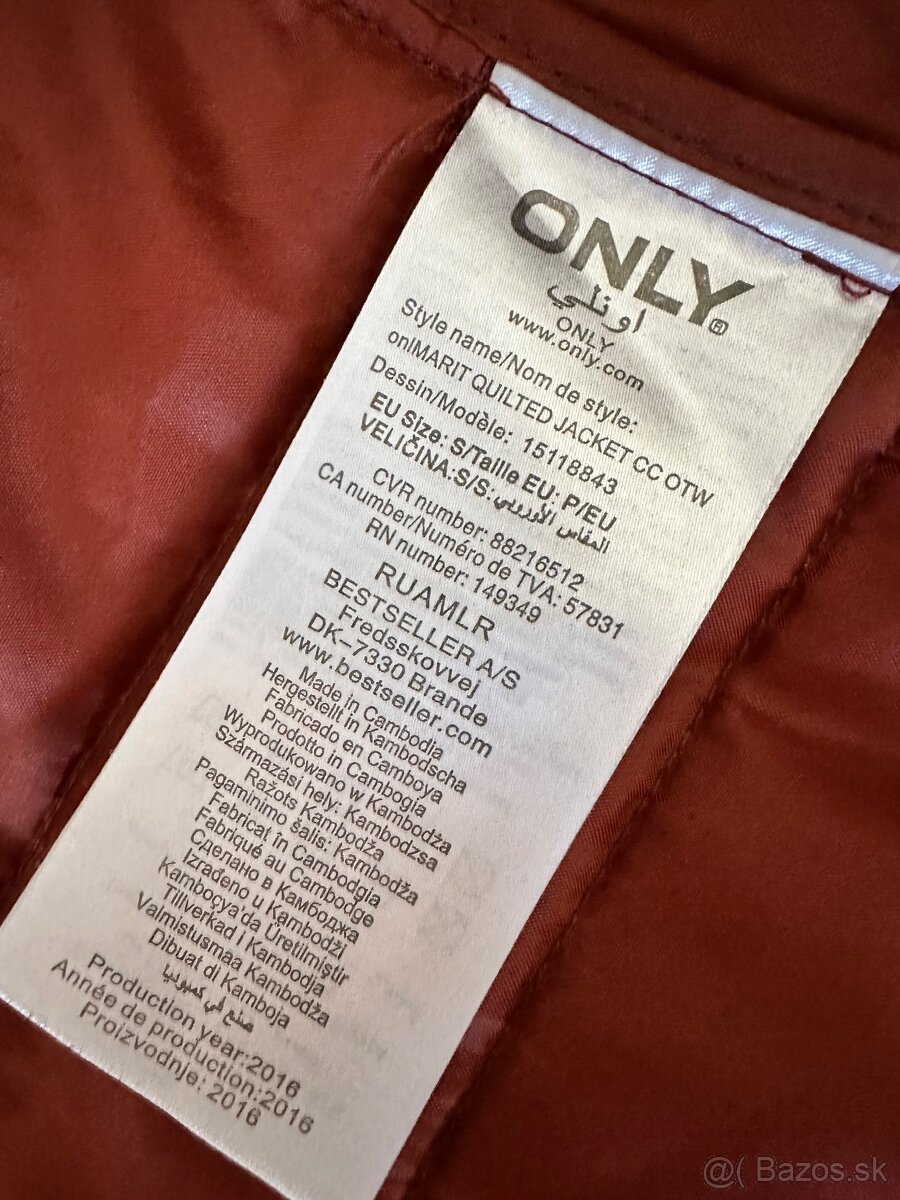 ONLY®
اونلي
ONLY
www.only.com
Style name/Nom de style:
onlMARIT QUILTED JACKET CC OTW
Dessin/Modèle: 15118843
EU Size: S/Taille EU: P/EU
VELIČINA:S/S: المقاس الأوروبي
CVR number: 88216512
CA number/Numéro de TVA: 57831
RN number: 149349
RUAMLR
BESTSELLER A/S
Fredsskovvej
DK-7330 Brande
www.bestseller.com
Made in Cambodia
Hergestellt in Kambodscha
Fabricado en Camboya
Prodotto in Cambogia
Wyprodukowano w Kambodża
Származási hely: Kambodzsa
Ražots Kambodža
Pagaminimo šalis: Kambodža
Fabricat in Cambodgia
Fabriqué au Cambodge
Сделано в Камбоджа
Izrađeno u Kambodži
Kamboçya'da Üretilmiştir
Tillverkad i Kambodja
Valmistusmaa Kambodža
Dibuat di Kamboja
صنع في كمبوديا
Production year:2016
Année de production:2016
Proizvodnje: 2016
@( Bazos.sk